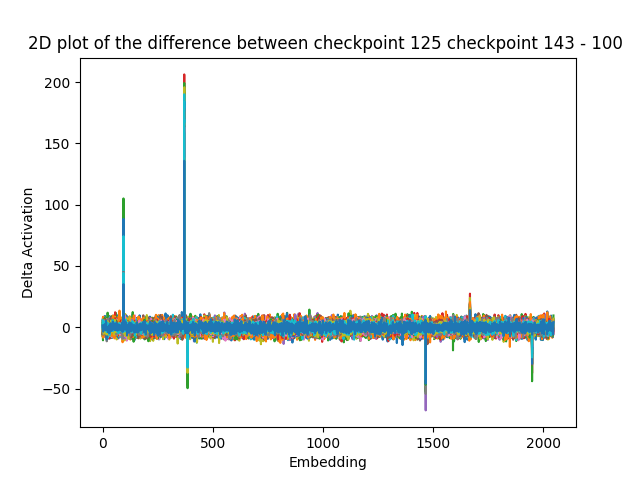 2D plot of the difference between checkpoint 125 checkpoint 143 - 100
200
150
100
50
0
−50
Delta Activation
0 500 1000 1500 2000
Embedding